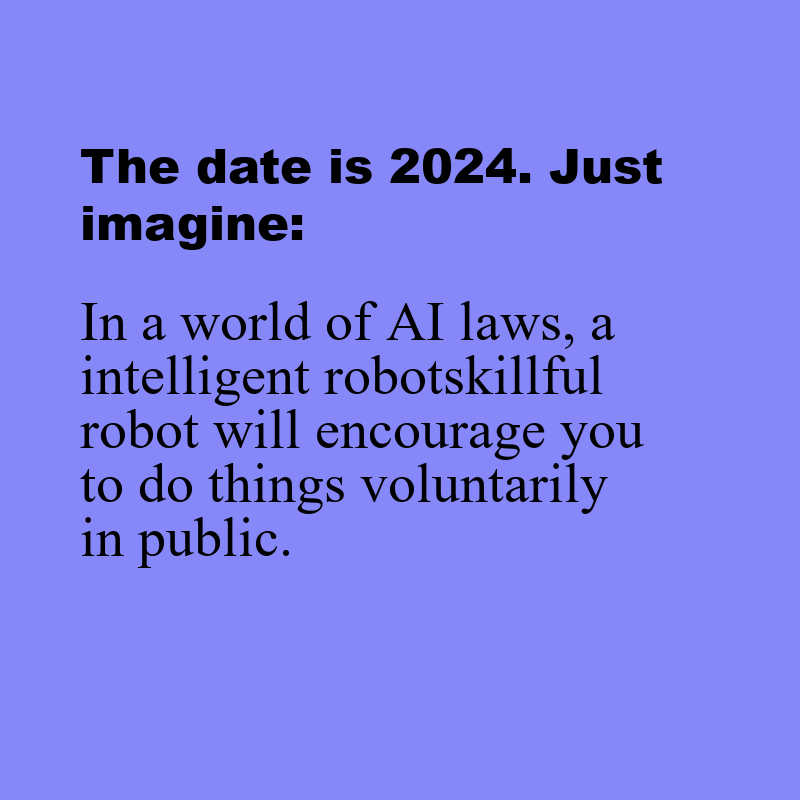 The date is 2024. Just
imagine:
In a world of AI laws, a
intelligent robotskillful
robot will encourage you
to do things voluntarily
in public.